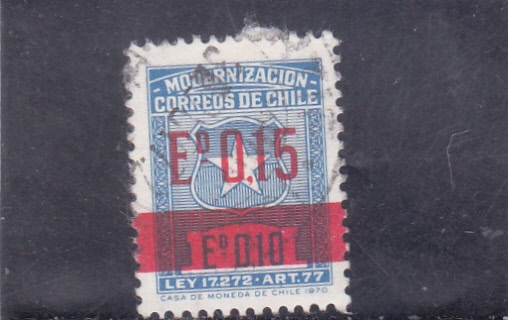 - MODERNIZACION -
CORREOS DE CHILE
Eº 0,15
Eº 0,10
LEY 17.272 - ART. 77
CASA DE MONEDA DE CHILE 1970